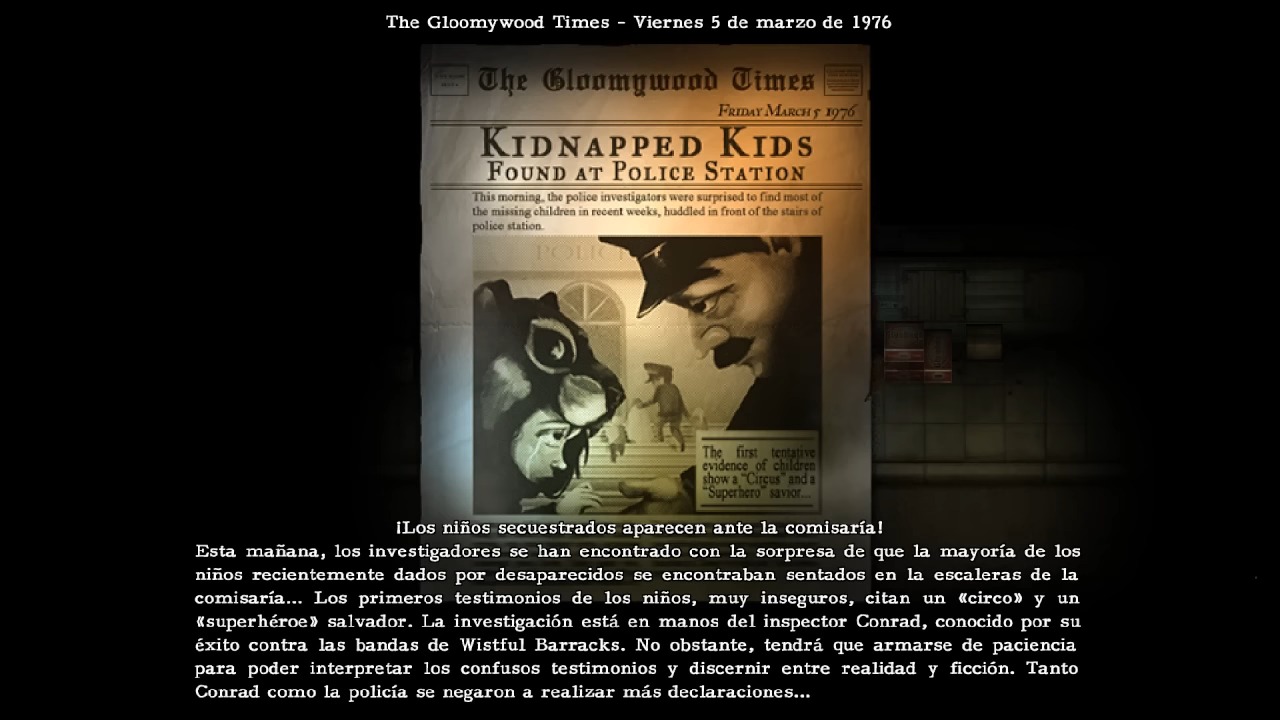 The Gloomywood Times - Viernes 5 de marzo de 1976
The Gloomywood Times
Friday March 5 1976
Kidnapped Kids
Found at Police Station
This morning, the police investigators were surprised to find most of
the missing children in recent weeks, huddled in front of the stairs of
police station.
POLICE
The first tentative
evidence of children
show a "Circus" and a
"Superhero" savior...
¡Los niños secuestrados aparecen ante la comisaría!
Esta mañana, los investigadores se han encontrado con la sorpresa de que la mayoría de los
niños recientemente dados por desaparecidos se encontraban sentados en la escaleras de la
comisaría... Los primeros testimonios de los niños, muy inseguros, citan un «circo» y un
«superhéroe» salvador. La investigación está en manos del inspector Conrad, conocido por su
éxito contra las bandas de Wistful Barracks. No obstante, tendrá que armarse de paciencia
para poder interpretar los confusos testimonios y discernir entre realidad y ficción. Tanto
Conrad como la policía se negaron a realizar más declaraciones...